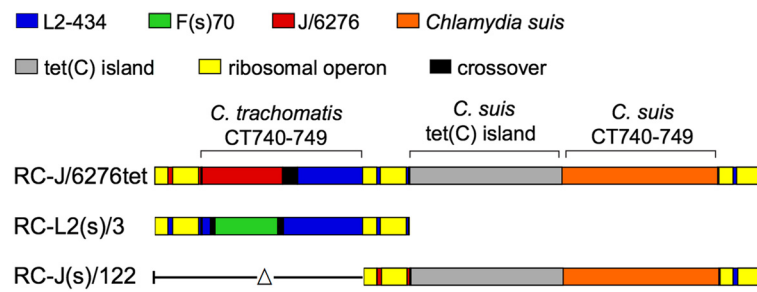 L2-434 F(s)70 J/6276 Chlamydia suis
tet(C) island ribosomal operon crossover
C. trachomatis CT740-749
C. suis tet(C) island
C. suis CT740-749
RC-J/6276tet
RC-L2(s)/3
RC-J(s)/122 Δ